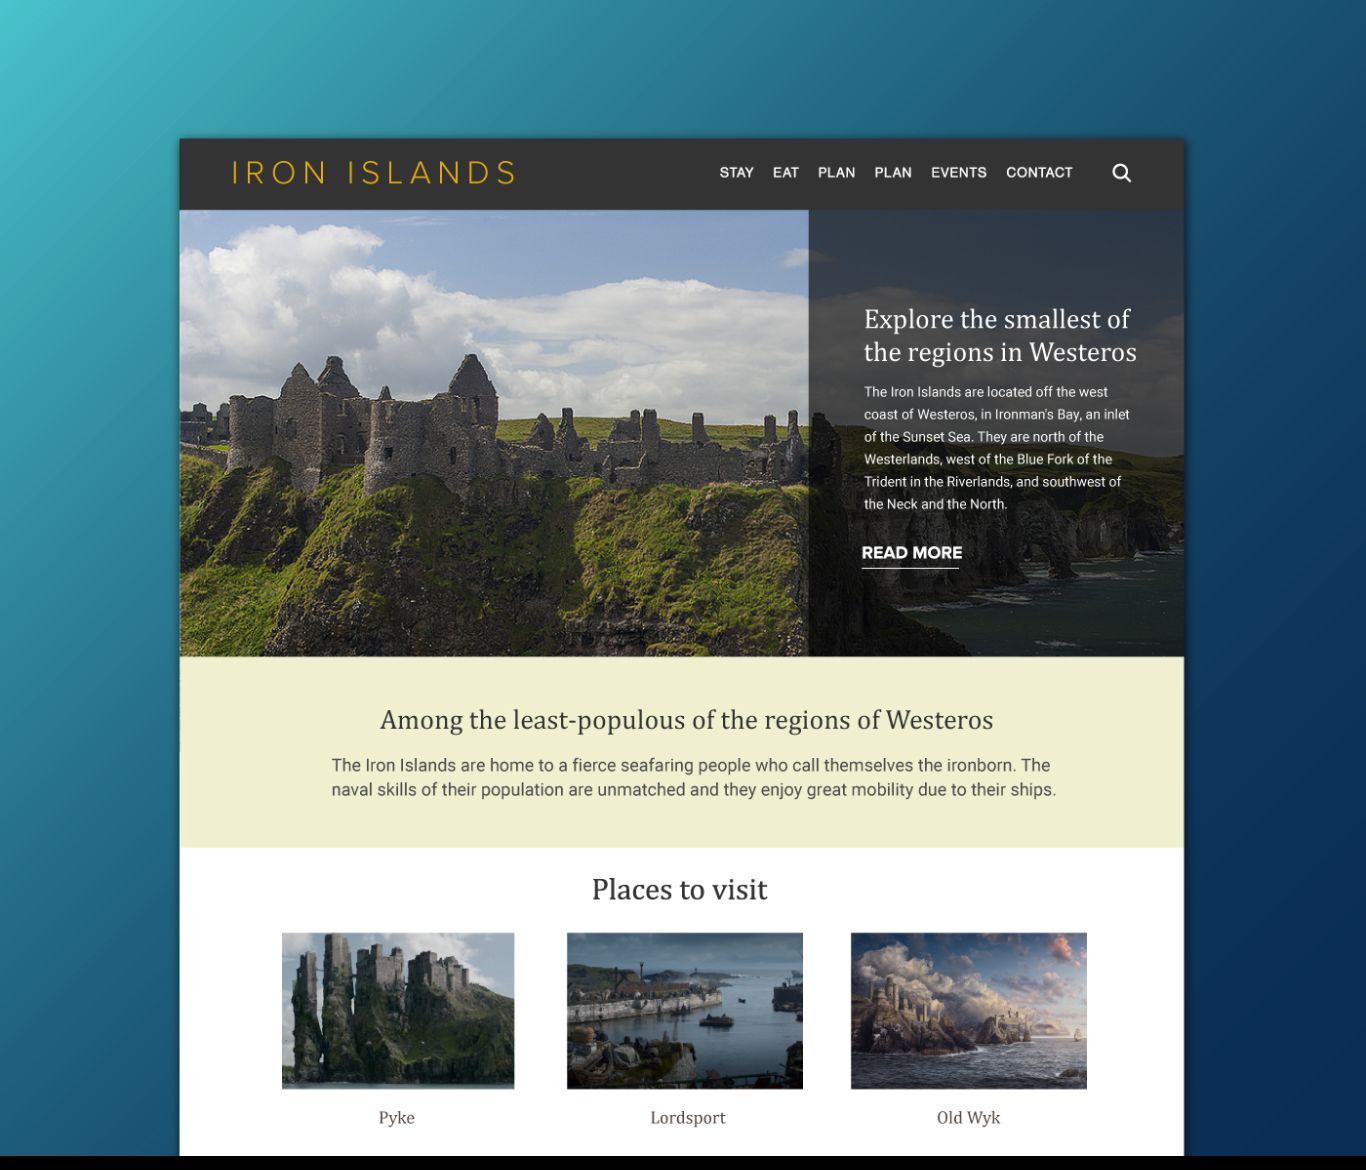 IRON ISLANDS
STAY EAT PLAN PLAN EVENTS CONTACT
Explore the smallest of
the regions in Westeros
The Iron Islands are located off the west
coast of Westeros, in Ironman's Bay, an inlet
of the Sunset Sea. They are north of the
Westerlands, west of the Blue Fork of the
Trident in the Riverlands, and southwest of
the Neck and the North.
READ MORE
Among the least-populous of the regions of Westeros
The Iron Islands are home to a fierce seafaring people who call themselves the ironborn. The
naval skills of their population are unmatched and they enjoy great mobility due to their ships.
Places to visit
Pyke
Lordsport
Old Wyk